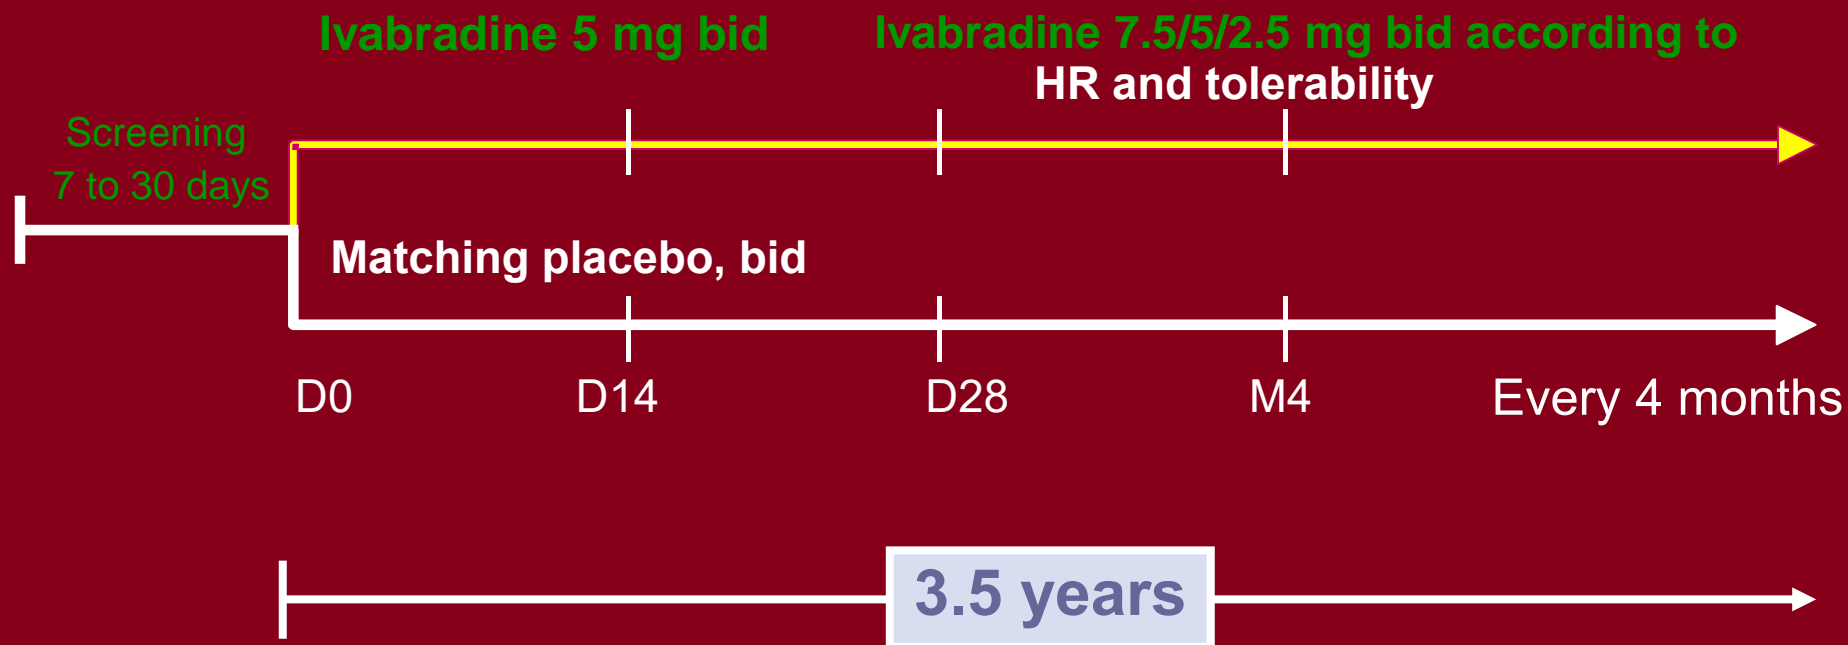 Ivabradine 5 mg bid
Ivabradine 7.5/5/2.5 mg bid according to
HR and tolerability
Screening
7 to 30 days
Matching placebo, bid
D0
D14
D28
M4
Every 4 months
3.5 years